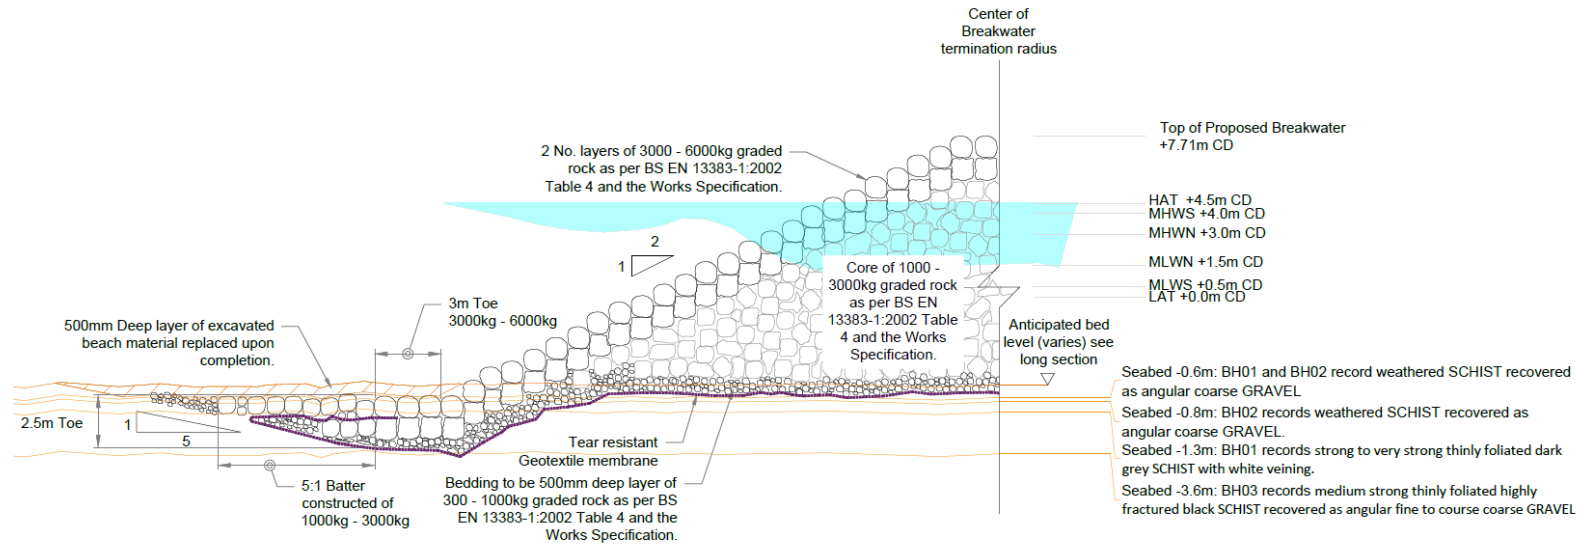 Center of
Breakwater
termination radius
Top of Proposed Breakwater
+7.71m CD
2 No. layers of 3000 - 6000kg graded
rock as per BS EN 13383-1:2002
Table 4 and the Works Specification.
HAT +4.5m CD
MHWS +4.0m CD
MHWN +3.0m CD
MLWN +1.5m CD
MLWS +0.5m CD
LAT +0.0m CD
2
1
Core of 1000 -
3000kg graded rock
as per BS EN
13383-1:2002 Table
4 and the Works
Specification.
3m Toe
3000kg - 6000kg
500mm Deep layer of excavated
beach material replaced upon
completion.
Anticipated bed
level (varies) see
long section
Seabed -0.6m: BH01 and BH02 record weathered SCHIST recovered
as angular coarse GRAVEL
Seabed -0.8m: BH02 records weathered SCHIST recovered as
angular coarse GRAVEL.
Seabed -1.3m: BH01 records strong to very strong thinly foliated dark
grey SCHIST with white veining.
Seabed -3.6m: BH03 records medium strong thinly foliated highly
fractured black SCHIST recovered as angular fine to course coarse GRAVEL
2.5m Toe
1
5
Tear resistant
Geotextile membrane
Bedding to be 500mm deep layer of
300 - 1000kg graded rock as per BS
EN 13383-1:2002 Table 4 and the
Works Specification.
5:1 Batter
constructed of
1000kg - 3000kg